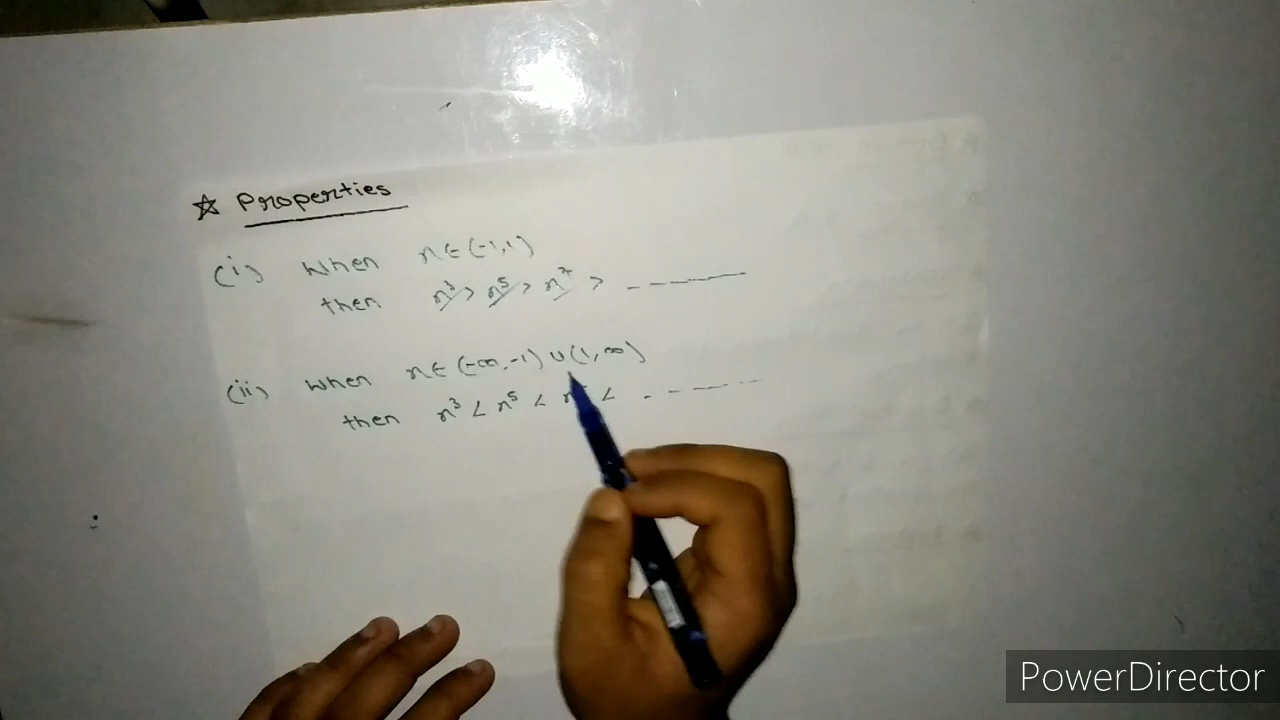 ☆ Properties
(i) When x ∈ (-1,1)
then x³ > x⁵ > x⁷ > -------
(ii) When x ∈ (-∞,-1) ∪ (1,∞)
then x³ < x⁵ < < -------
PowerDirector